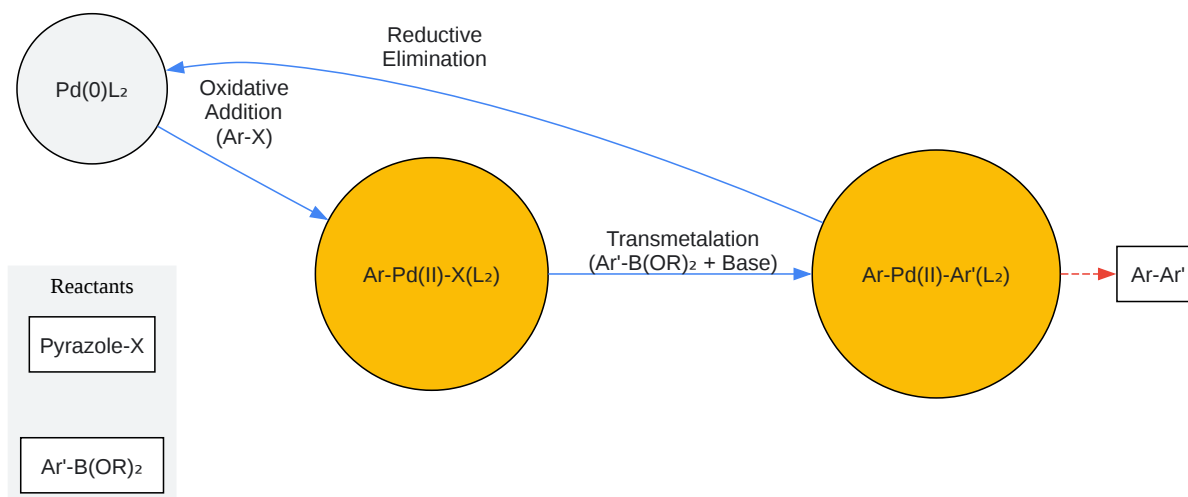 Reductive
Elimination
Pd(0)L₂
Oxidative
Addition
(Ar-X)
Transmetalation
(Ar'-B(OR)₂ + Base)
Ar-Pd(II)-X(L₂)
Ar-Pd(II)-Ar'(L₂)
Ar-Ar'
Reactants
Pyrazole-X
Ar'-B(OR)₂